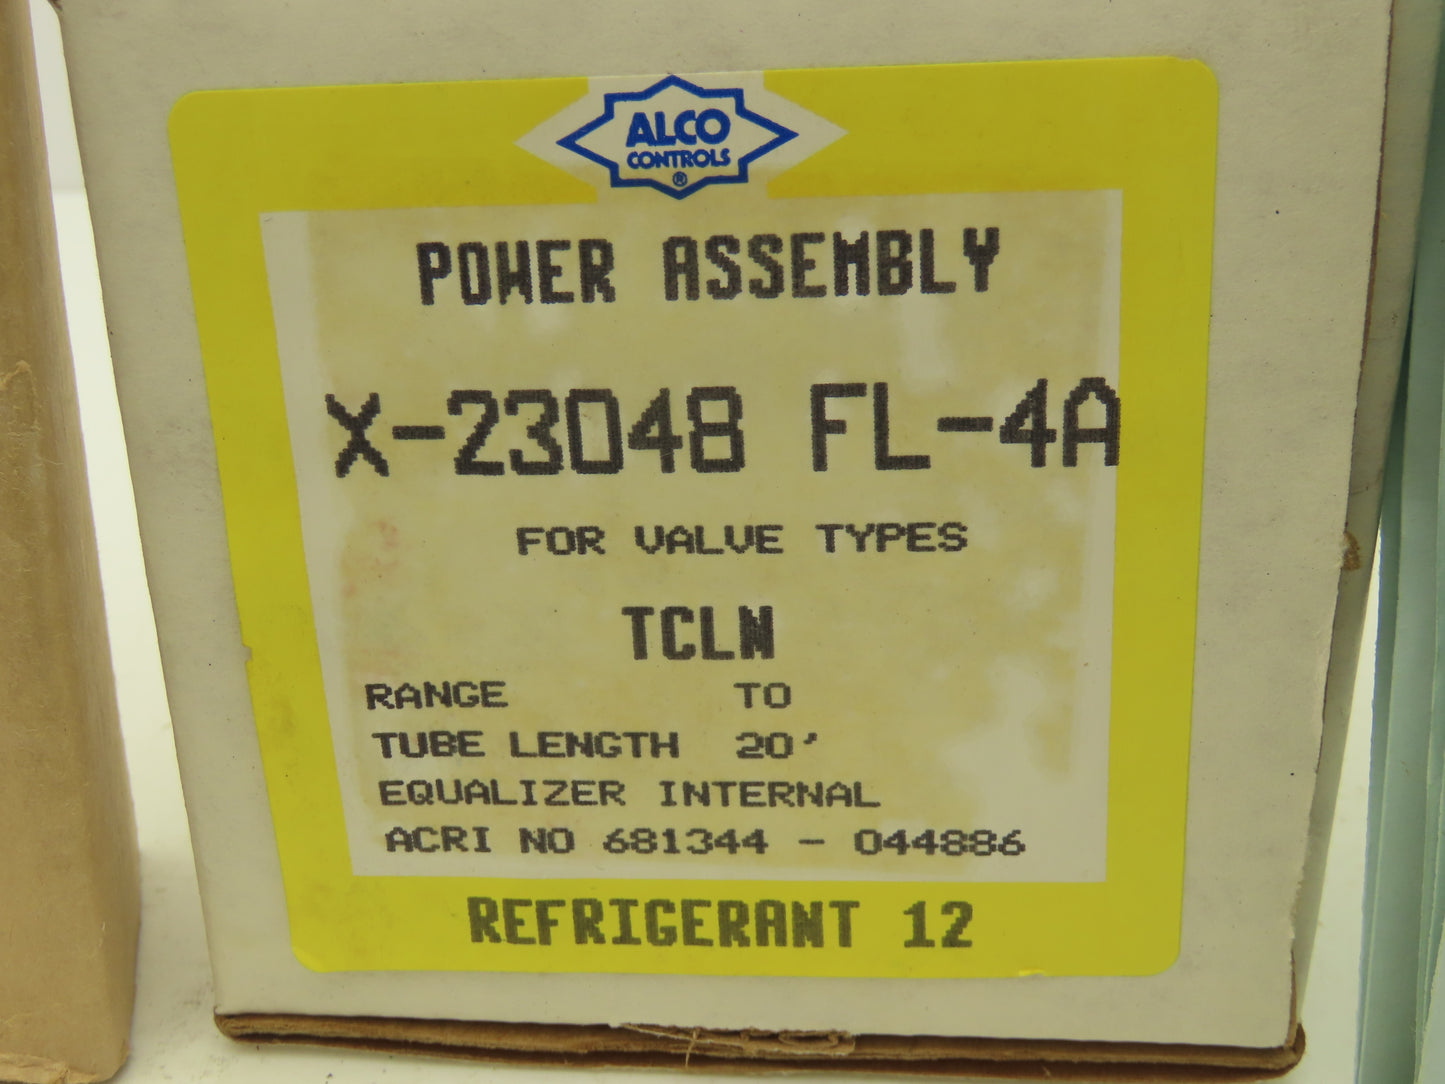 ALCO
CONTROLS
®
POWER ASSEMBLY
X-23048 FL-4A
FOR VALVE TYPES
TCLN
RANGE TO
TUBE LENGTH 20'
EQUALIZER INTERNAL
ACRI NO 681344 - 044886
REFRIGERANT 12